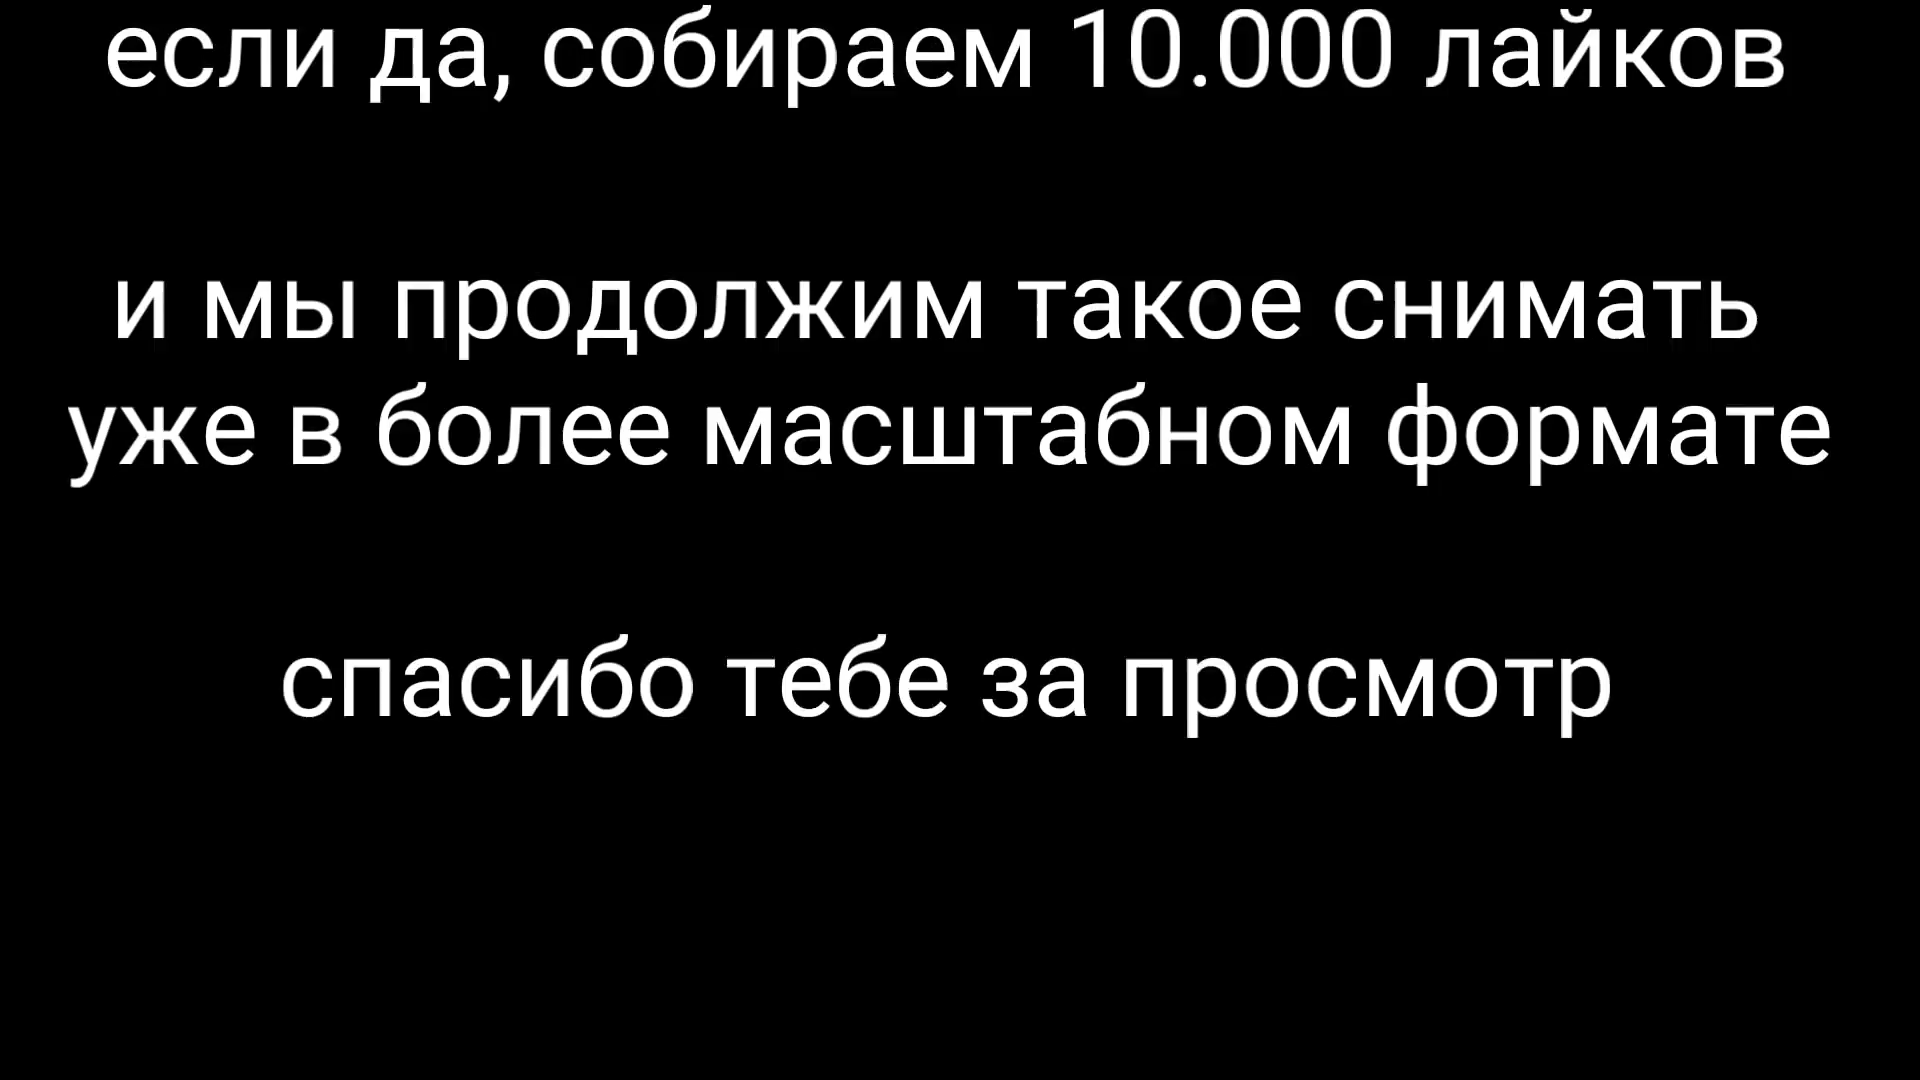 если да, собираем 10.000 лайков
и мы продолжим такое снимать
уже в более масштабном формате
спасибо тебе за просмотр